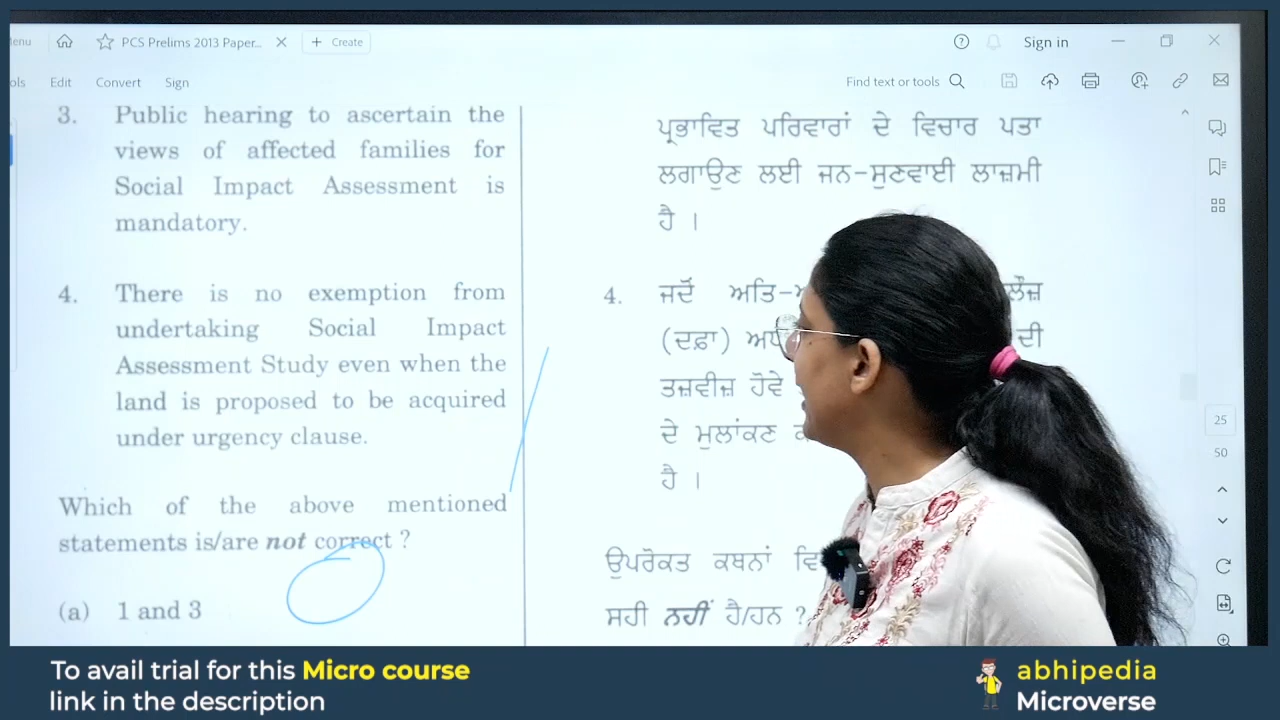 enu
PCS Prelims 2013 Paper...
Create
Sign in
ols Edit Convert Sign
Find text or tools
3. Public hearing to ascertain the
views of affected families for
Social Impact Assessment is
mandatory.
4. There is no exemption from
undertaking Social Impact
Assessment Study even when the
land is proposed to be acquired
under urgency clause.
Which of the above mentioned
statements is/are not correct ?
(a) 1 and 3
ਪ੍ਰਭਾਵਿਤ ਪਰਿਵਾਰਾਂ ਦੇ ਵਿਚਾਰ ਪਤਾ
ਲਗਾਉਣ ਲਈ ਜਨ-ਸੁਣਵਾਈ ਲਾਜ਼ਮੀ
ਹੈ ।
4. ਜਦੋਂ ਅਤਿ-
(ਦਫ਼ਾ) ਦੀ
ਤਜ਼ਵੀਜ਼ ਹੋਵੇ
ਦੇ ਮੁਲਾਂਕਣ
ਹੈ ।
ਉਪਰੋਕਤ ਕਥਨਾਂ
ਸਹੀ ਨਹੀਂ ਹੈ/ਹਨ ?
25
50
To avail trial for this Micro course
link in the description
abhipedia
Microverse